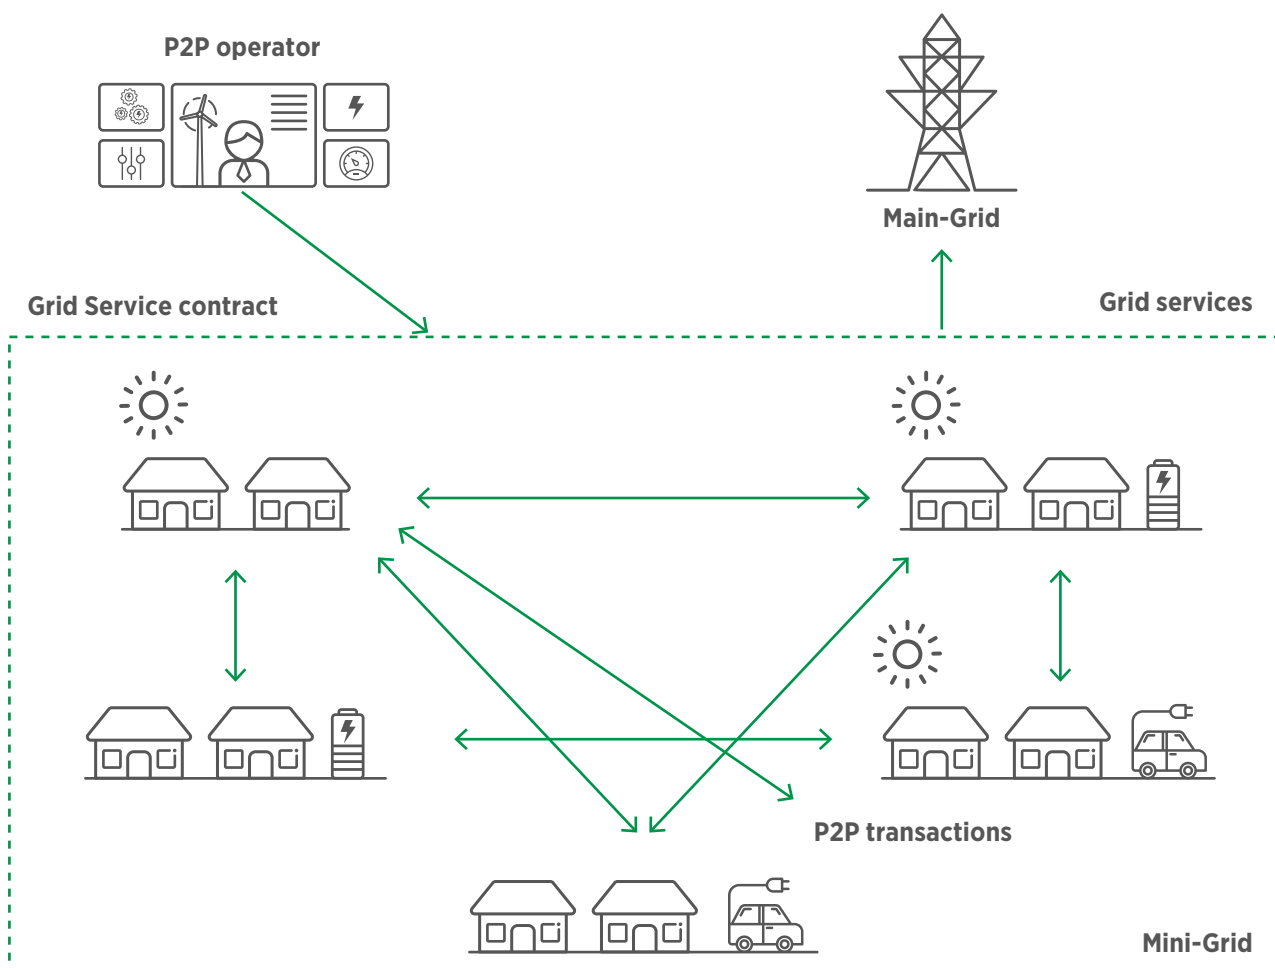 P2P operator
Main-Grid
Grid Service contract
Grid services
P2P transactions
Mini-Grid